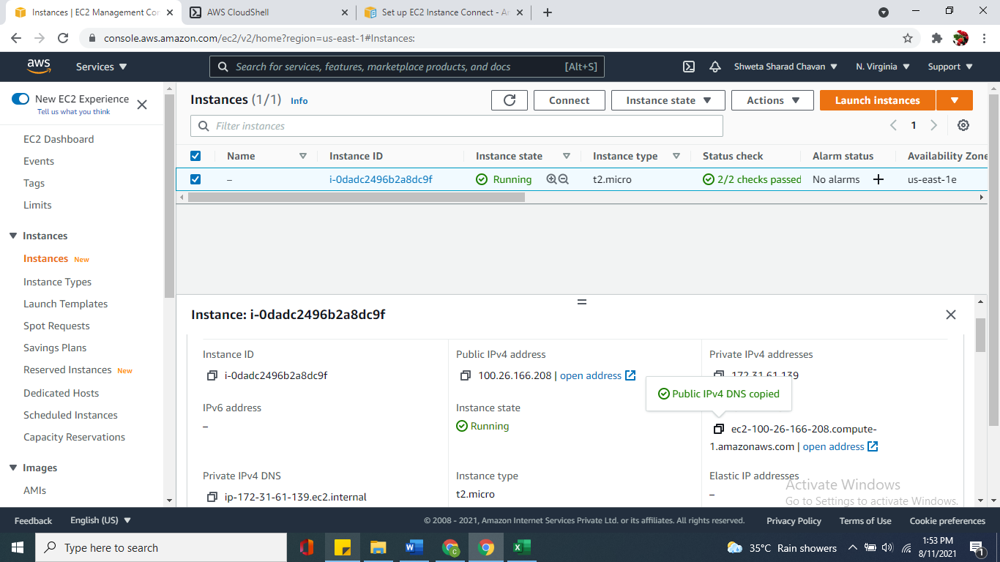 Instances | EC2 Management Con
AWS CloudShell
Set up EC2 Instance Connect - Am
console.aws.amazon.com/ec2/v2/home?region=us-east-1#Instances:
aws
Services
Search for services, features, marketplace products, and docs
[Alt+S]
Shweta Sharad Chavan
N. Virginia
Support
New EC2 Experience
Tell us what you think
EC2 Dashboard
Events
Tags
Limits
Instances
Instances New
Instance Types
Launch Templates
Spot Requests
Savings Plans
Reserved Instances New
Dedicated Hosts
Scheduled Instances
Capacity Reservations
Images
AMIs
Instances (1/1) Info
Connect
Instance state
Actions
Launch instances
Filter instances
1
Name
Instance ID
Instance state
Instance type
Status check
Alarm status
Availability Zone
–
i-0dadc2496b2a8dc9f
Running
t2.micro
2/2 checks passed
No alarms
us-east-1e
Instance: i-0dadc2496b2a8dc9f
Instance ID
i-0dadc2496b2a8dc9f
Public IPv4 address
100.26.166.208 | open address
Private IPv4 addresses
172.31.61.139
Public IPv4 DNS copied
IPv6 address
–
Instance state
Running
ec2-100-26-166-208.compute-
1.amazonaws.com | open address
Private IPv4 DNS
ip-172-31-61-139.ec2.internal
Instance type
t2.micro
Elastic IP addresses
–
Activate Windows
Go to Settings to activate Windows.
Feedback
English (US)
© 2008 - 2021, Amazon Internet Services Private Ltd. or its affiliates. All rights reserved.
Privacy Policy
Terms of Use
Cookie preferences
Type here to search
35°C Rain showers
1:53 PM
8/11/2021
1